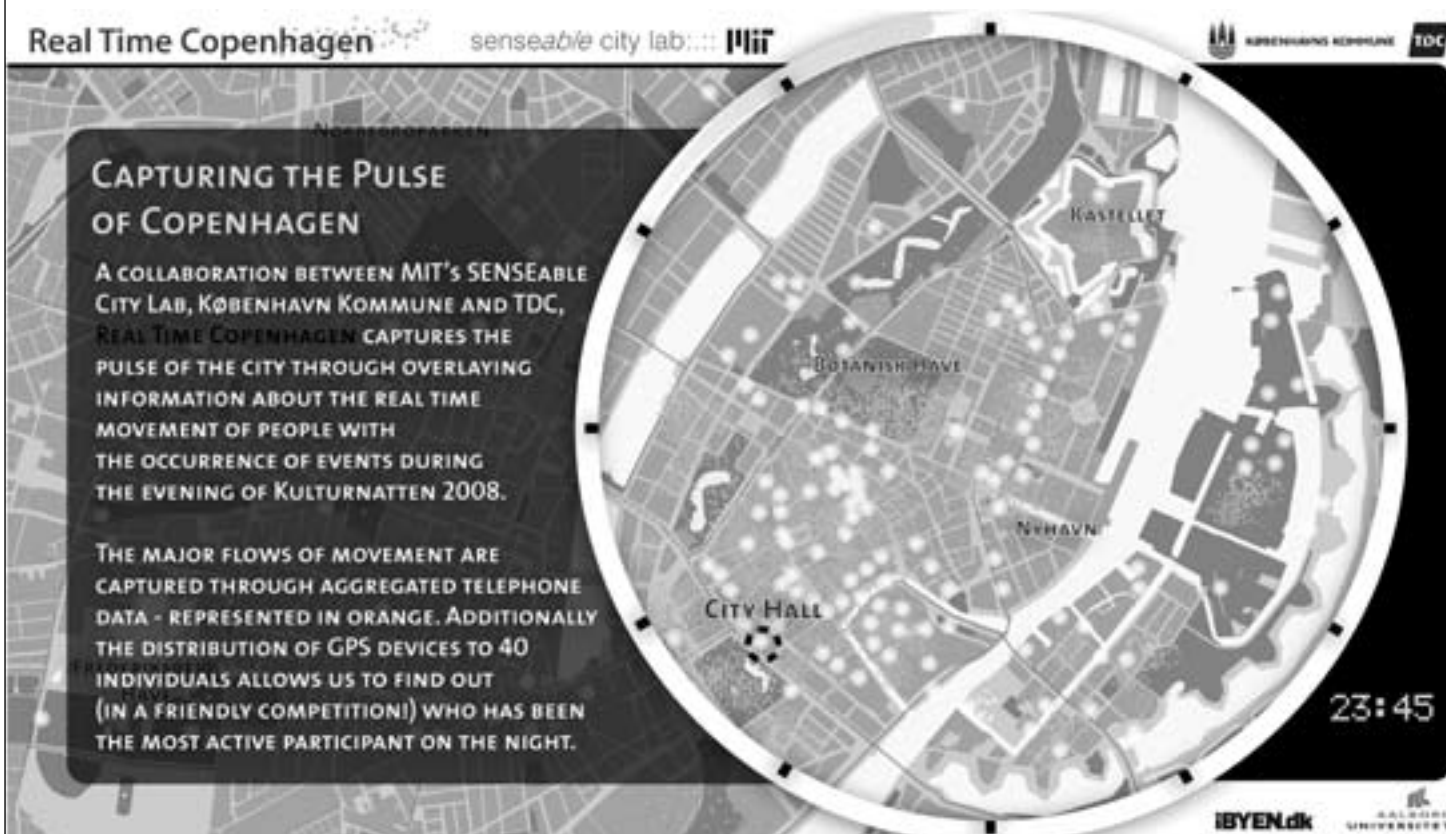 Real Time Copenhagen
senseable city lab:.:: MIT
KØBENHAVNS KOMMUNE
TDC
NØRREBROPARKEN
CAPTURING THE PULSE
OF COPENHAGEN
A COLLABORATION BETWEEN MIT'S SENSEABLE
CITY LAB, KØBENHAVN KOMMUNE AND TDC,
REAL TIME COPENHAGEN CAPTURES THE
PULSE OF THE CITY THROUGH OVERLAYING
INFORMATION ABOUT THE REAL TIME
MOVEMENT OF PEOPLE WITH
THE OCCURRENCE OF EVENTS DURING
THE EVENING OF KULTURNATTEN 2008.
THE MAJOR FLOWS OF MOVEMENT ARE
CAPTURED THROUGH AGGREGATED TELEPHONE
DATA - REPRESENTED IN ORANGE. ADDITIONALLY
THE DISTRIBUTION OF GPS DEVICES TO 40
INDIVIDUALS ALLOWS US TO FIND OUT
(IN A FRIENDLY COMPETITION!) WHO HAS BEEN
THE MOST ACTIVE PARTICIPANT ON THE NIGHT.
KASTELLET
BOTANISK HAVE
NYHAVN
CITY HALL
23:45
iBYEN.dk
AALBORG
UNIVERSITET